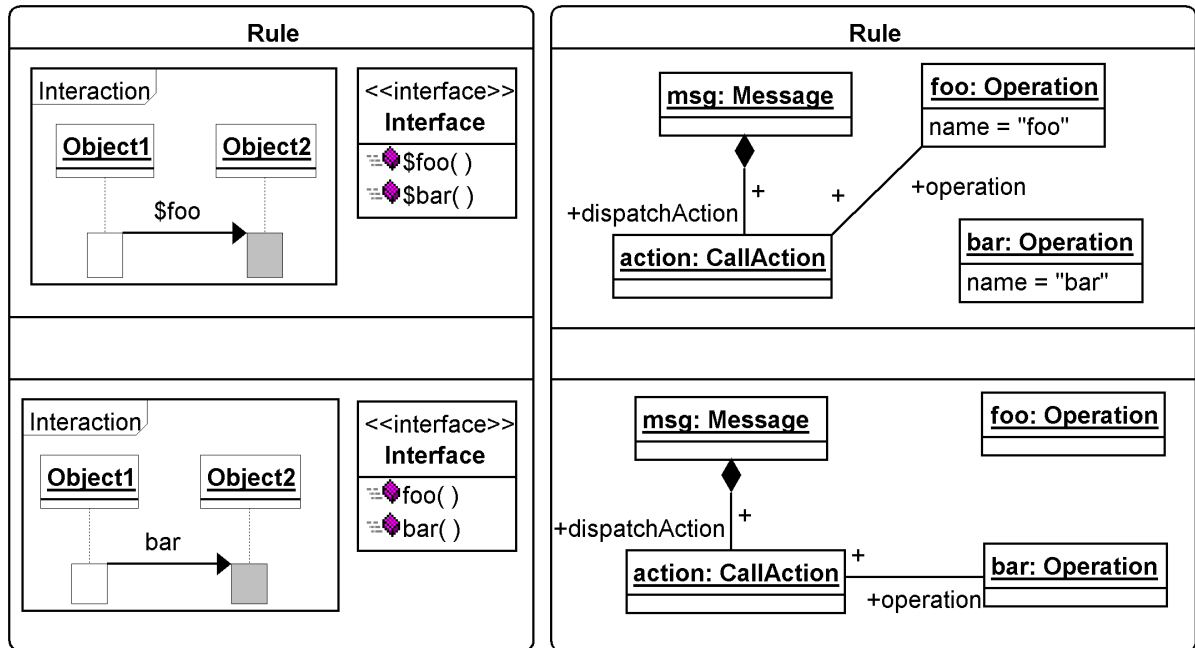 Rule
Interaction
Object1
Object2
$foo
<<interface>>
Interface
$foo( )
$bar( )
Interaction
Object1
Object2
bar
<<interface>>
Interface
foo( )
bar( )
Rule
msg: Message
foo: Operation
name = "foo"
+
+
+operation
+dispatchAction
action: CallAction
bar: Operation
name = "bar"
msg: Message
foo: Operation
+
+dispatchAction
action: CallAction
+
+operation
bar: Operation